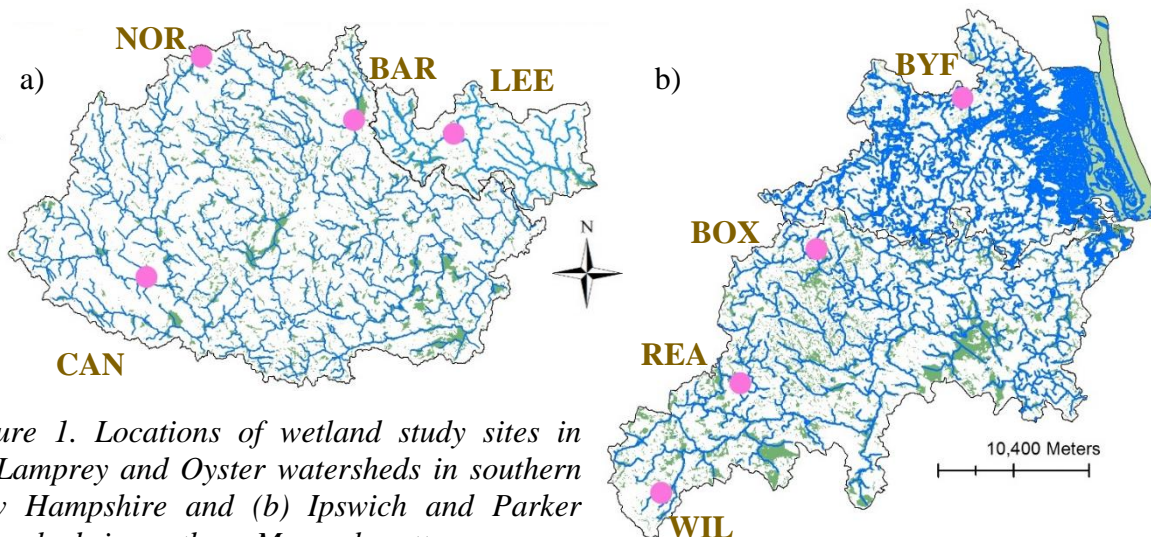 NOR
a)
BAR
LEE
CAN
N
b)
BYF
BOX
REA
WIL
10,400 Meters
ure 1. Locations of wetland study sites in
Lamprey and Oyster watersheds in southern
Hampshire and (b) Ipswich and Parker